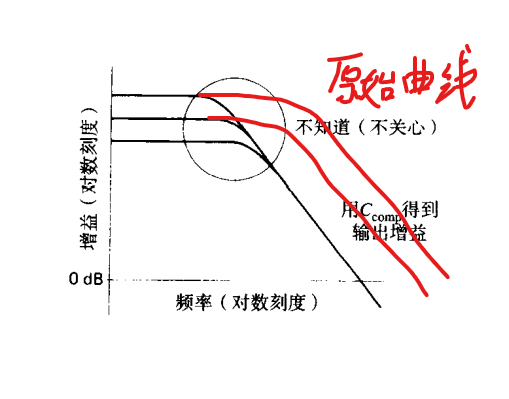 原始曲线
不知道（不关心）
用Ccomp得到
输出增益
增益（对数刻度）
0 dB
频率（对数刻度）